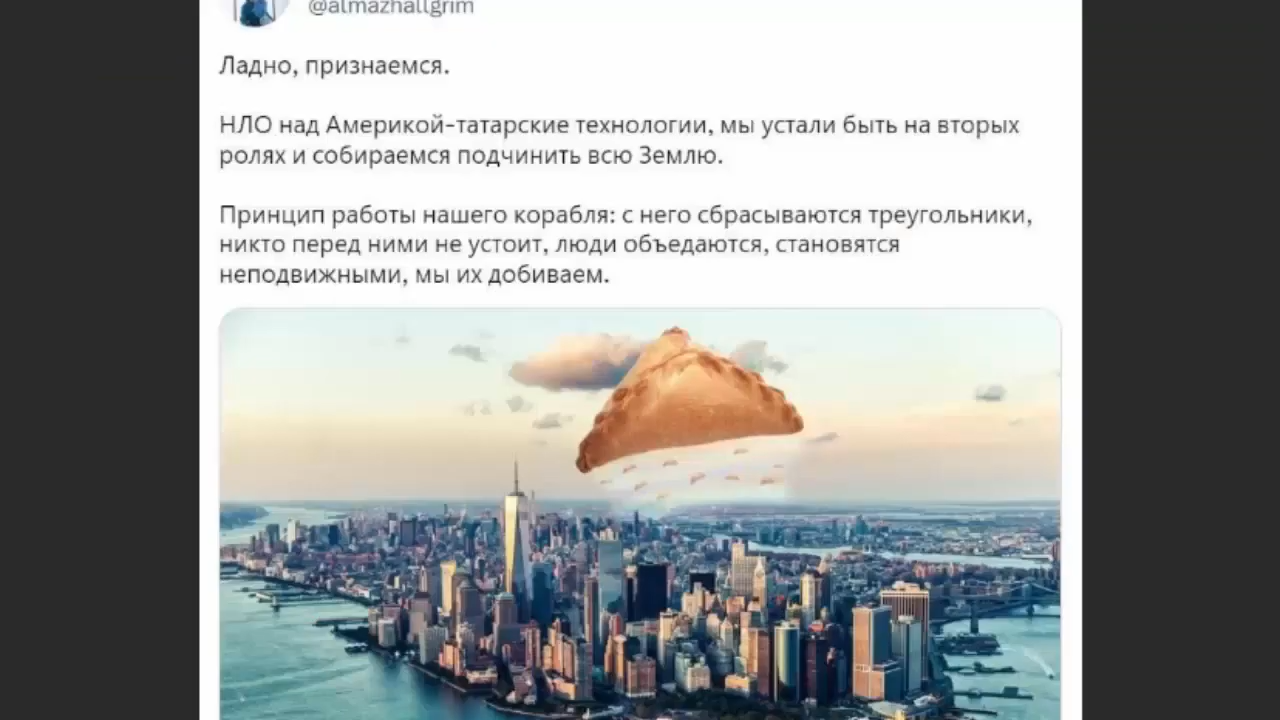 @almazhallgrim
Ладно, признаемся.
НЛО над Америкой-татарские технологии, мы устали быть на вторых
ролях и собираемся подчинить всю Землю.
Принцип работы нашего корабля: с него сбрасываются треугольники,
никто перед ними не устоит, люди объедаются, становятся
неподвижными, мы их добиваем.